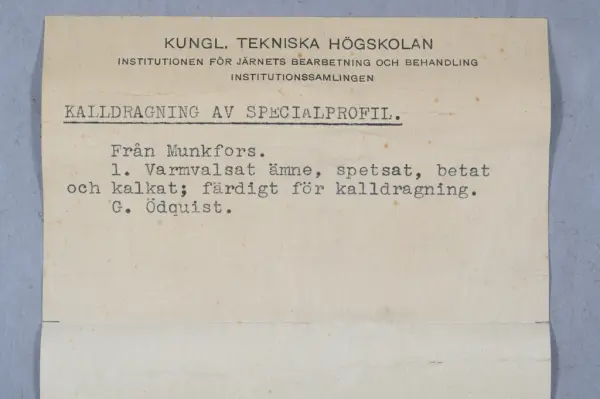 KUNGL. TEKNISKA HÖGSKOLAN
INSTITUTIONEN FÖR JÄRNETS BEARBETNING OCH BEHANDLING
INSTITUTIONSSAMLINGEN
KALLDRAGNING AV SPECIALPROFIL.
Från Munkfors.
1. Varmvalsat ämne, spetsat, betat
och kalkat; färdigt för kalldragning.
G. Ödquist.